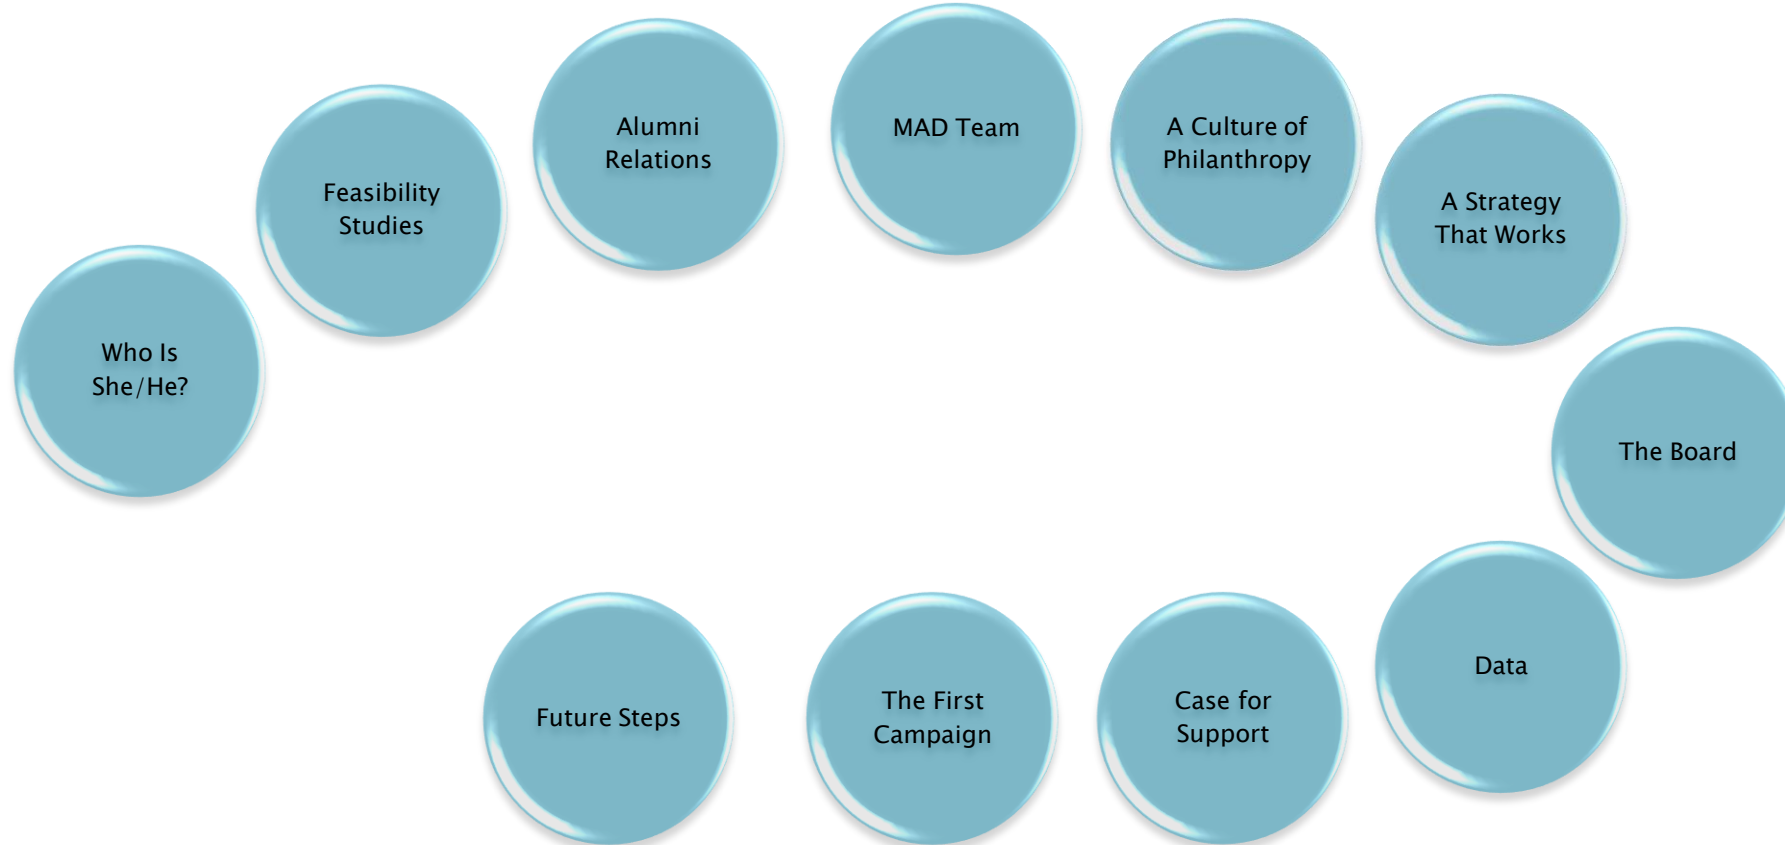 Who Is
She/He?
Feasibility
Studies
Alumni
Relations
MAD Team
A Culture of
Philanthropy
A Strategy
That Works
The Board
Data
Case for
Support
The First
Campaign
Future Steps